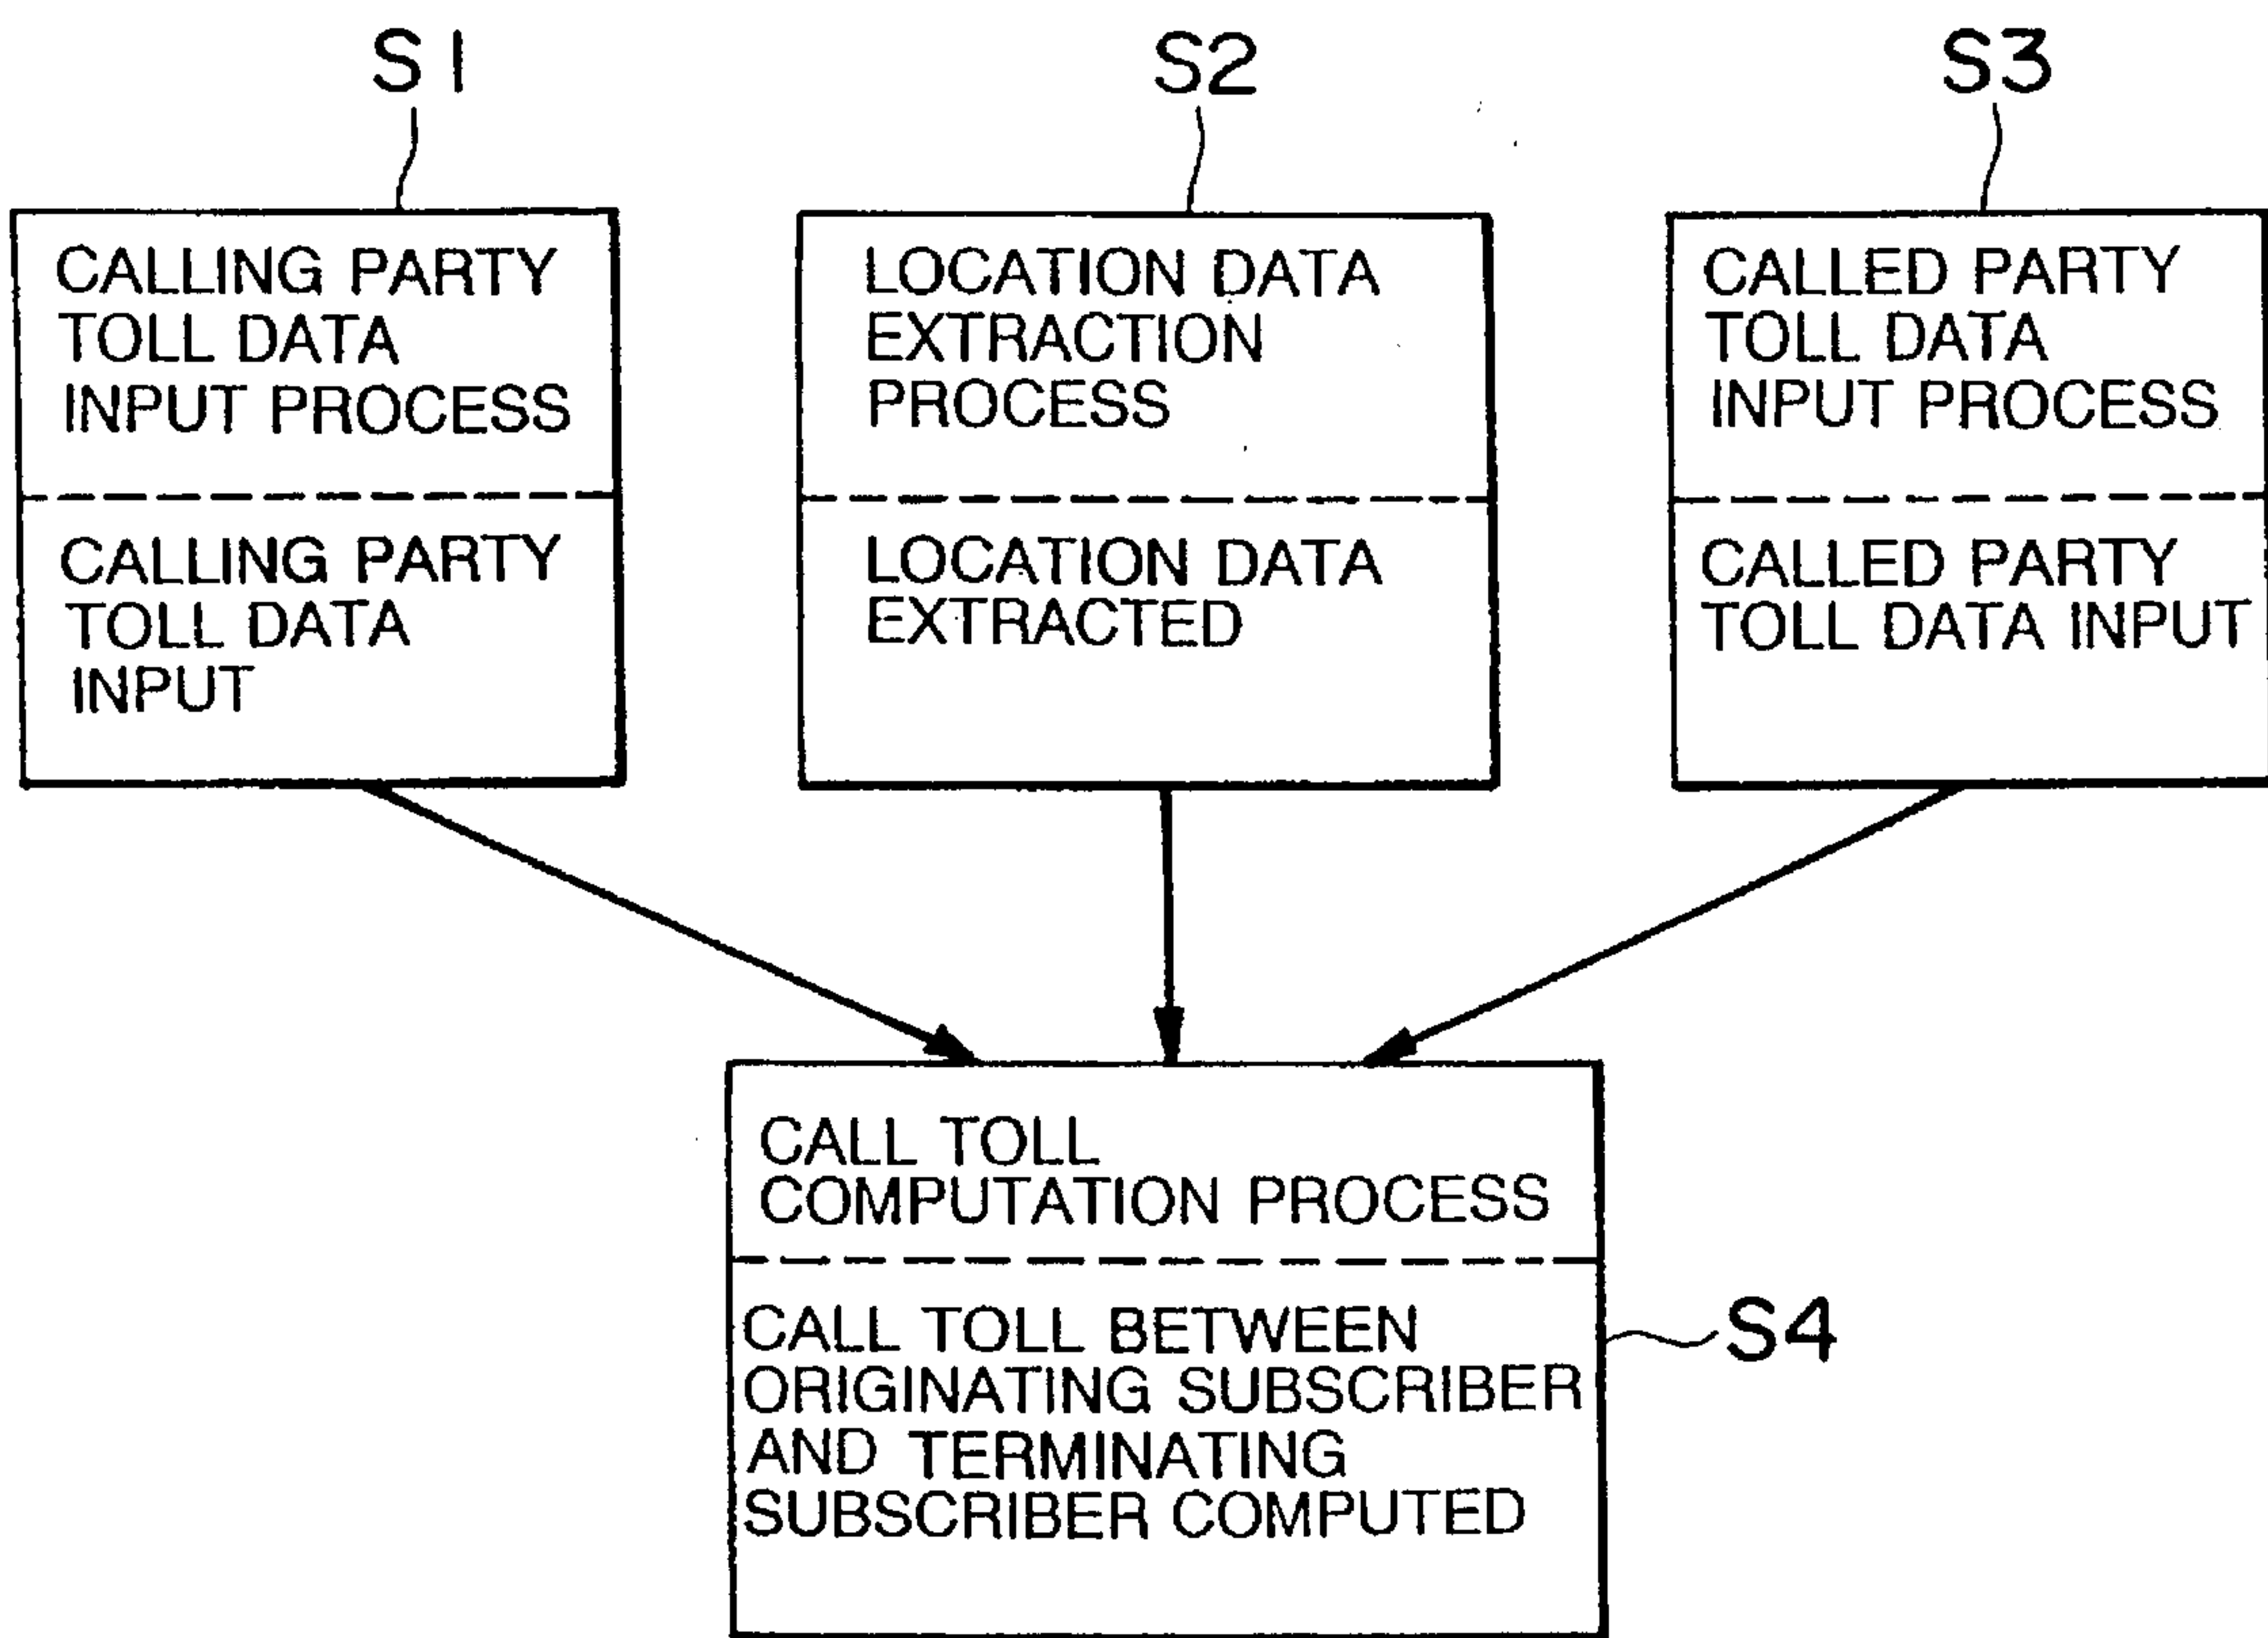 S1
S2
S3
CALLING PARTY
TOLL DATA
INPUT PROCESS
CALLING PARTY
TOLL DATA
INPUT
LOCATION DATA
EXTRACTION
PROCESS
LOCATION DATA
EXTRACTED
CALLED PARTY
TOLL DATA
INPUT PROCESS
CALLED PARTY
TOLL DATA INPUT
CALL TOLL
COMPUTATION PROCESS
CALL TOLL BETWEEN
ORIGINATING SUBSCRIBER
AND TERMINATING
SUBSCRIBER COMPUTED
S4